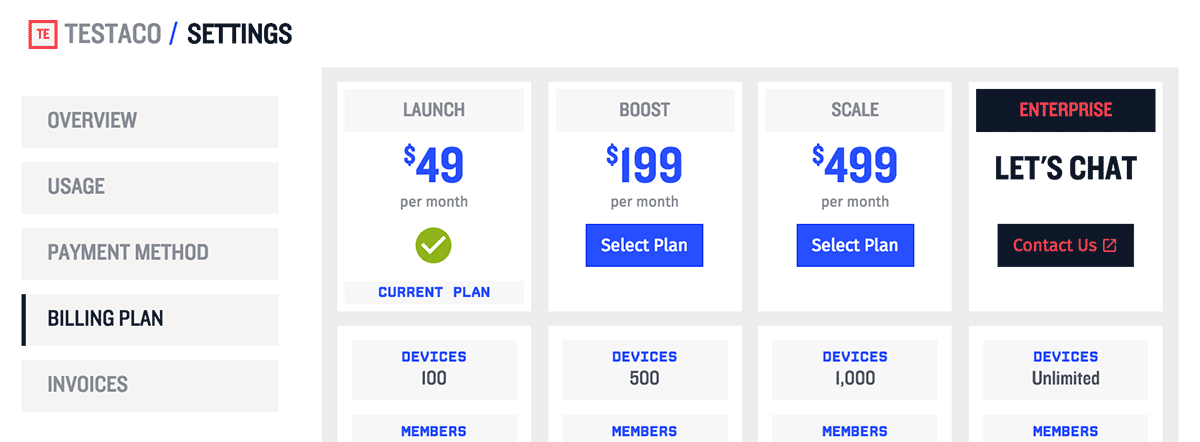 TE TESTACO / SETTINGS
OVERVIEW
USAGE
PAYMENT METHOD
BILLING PLAN
INVOICES
LAUNCH
$49
per month
CURRENT PLAN
DEVICES
100
MEMBERS
BOOST
$199
per month
Select Plan
DEVICES
500
MEMBERS
SCALE
$499
per month
Select Plan
DEVICES
1,000
MEMBERS
ENTERPRISE
LET'S CHAT
Contact Us
DEVICES
Unlimited
MEMBERS